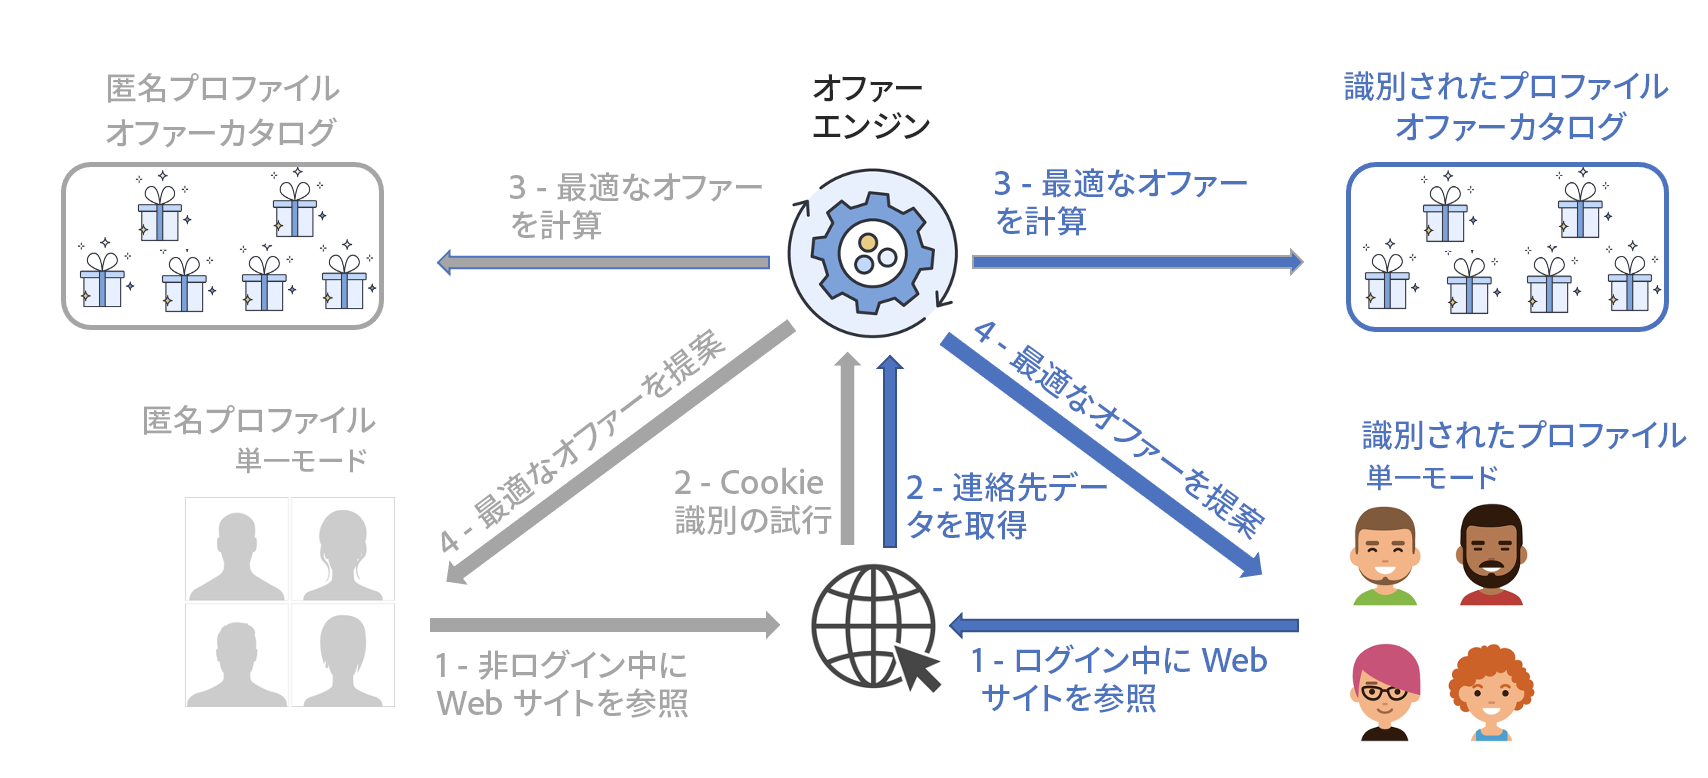 匿名プロファイル
オファーカタログ
オファー
エンジン
識別されたプロファイル
オファーカタログ
3 - 最適なオファー
を計算
3 - 最適なオファー
を計算
4 - 最適なオファーを提案
4 - 最適なオファーを提案
匿名プロファイル
単一モード
2 - Cookie
識別の試行
2 - 連絡先デー
タを取得
識別されたプロファイル
単一モード
1 - 非ログイン中に
Web サイトを参照
1 - ログイン中に Web
サイトを参照